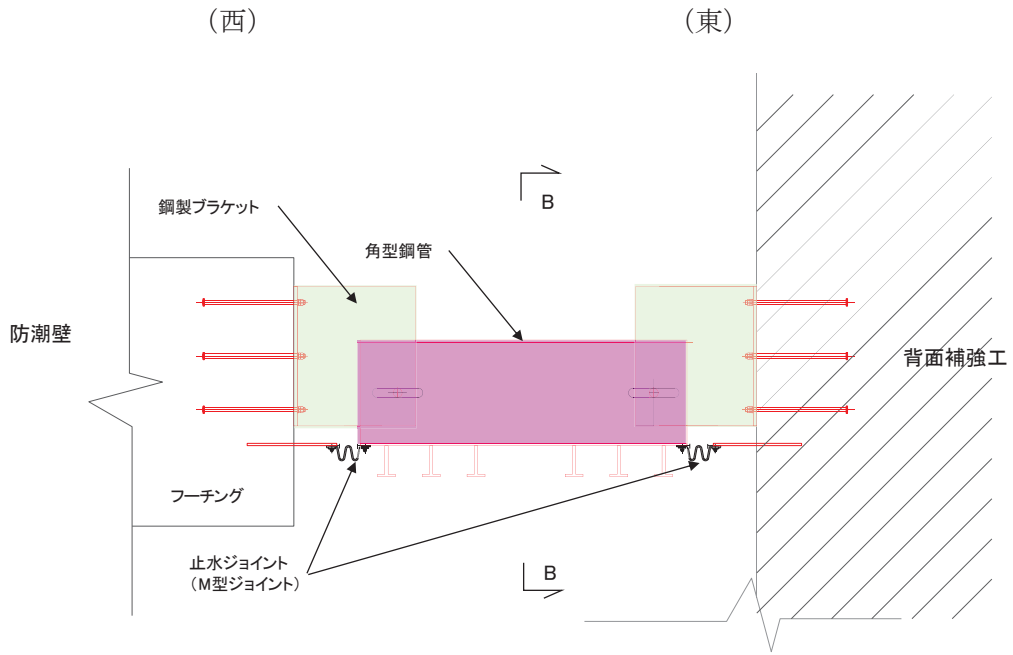 （西）
（東）
B
鋼製ブラケット
角型鋼管
防潮壁
背面補強工
フーチング
止水ジョイント
（M型ジョイント）
B